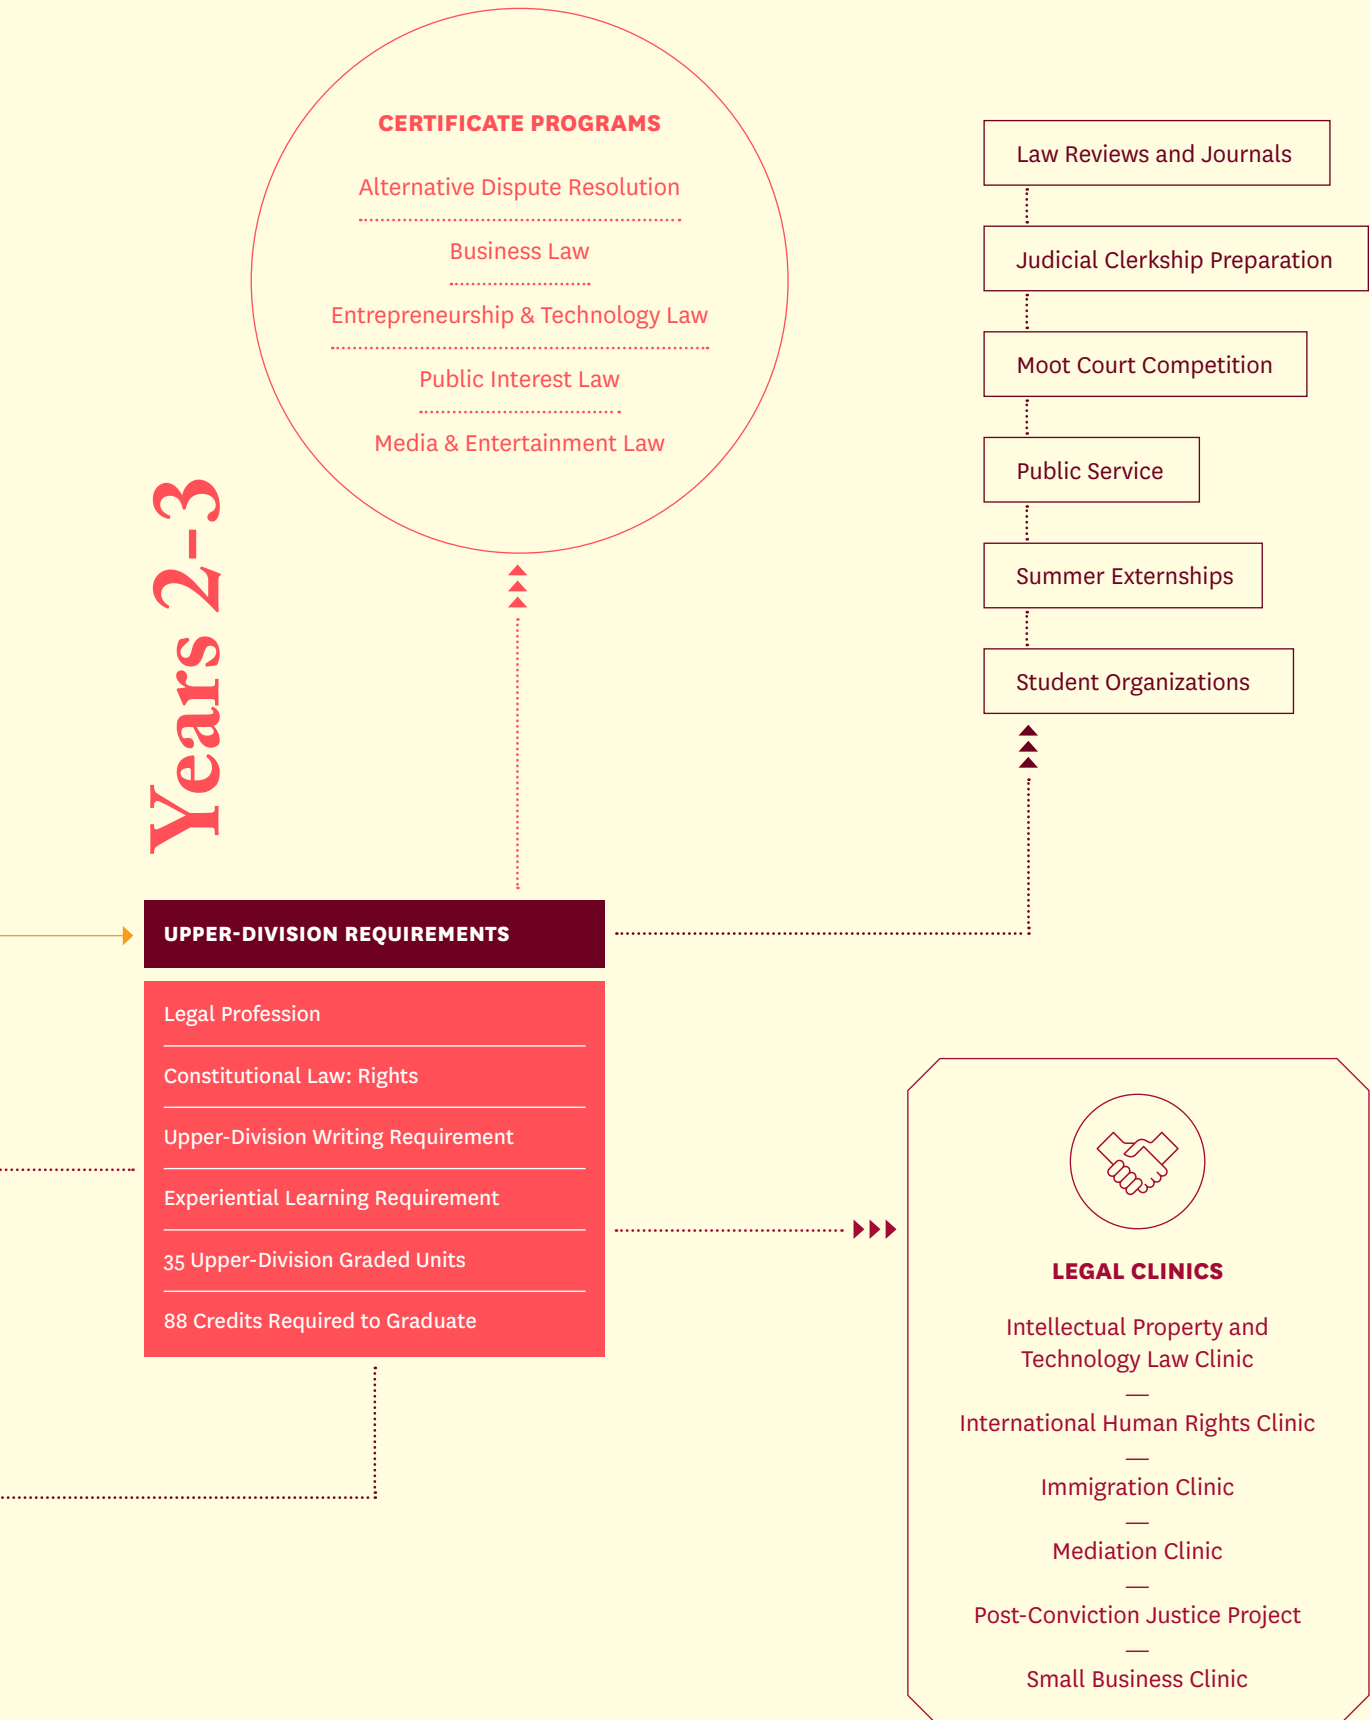 CERTIFICATE PROGRAMS
Alternative Dispute Resolution
Business Law
Entrepreneurship & Technology Law
Public Interest Law
Media & Entertainment Law
Law Reviews and Journals
Judicial Clerkship Preparation
Moot Court Competition
Public Service
Summer Externships
Student Organizations
Years 2-3
UPPER-DIVISION REQUIREMENTS
Legal Profession
Constitutional Law: Rights
Upper-Division Writing Requirement
Experiential Learning Requirement
35 Upper-Division Graded Units
88 Credits Required to Graduate
LEGAL CLINICS
Intellectual Property and
Technology Law Clinic
—
International Human Rights Clinic
—
Immigration Clinic
—
Mediation Clinic
—
Post-Conviction Justice Project
—
Small Business Clinic